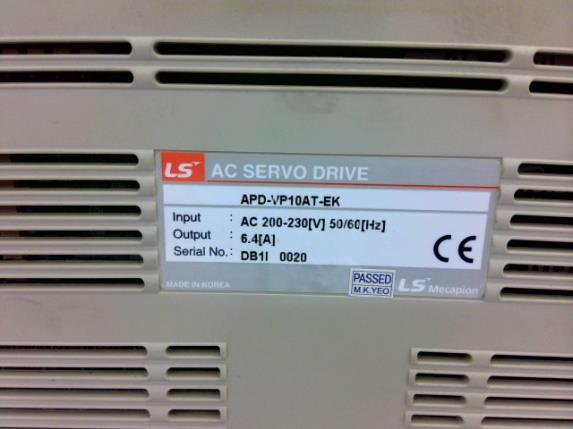 LS AC SERVO DRIVE
APD-VP10AT-EK
Input : AC 200-230[V] 50/60[Hz]
Output : 6.4[A]
Serial No. : DB1I 0020
CE
PASSED
M.K.YEO
MADE IN KOREA
LS Mecapion